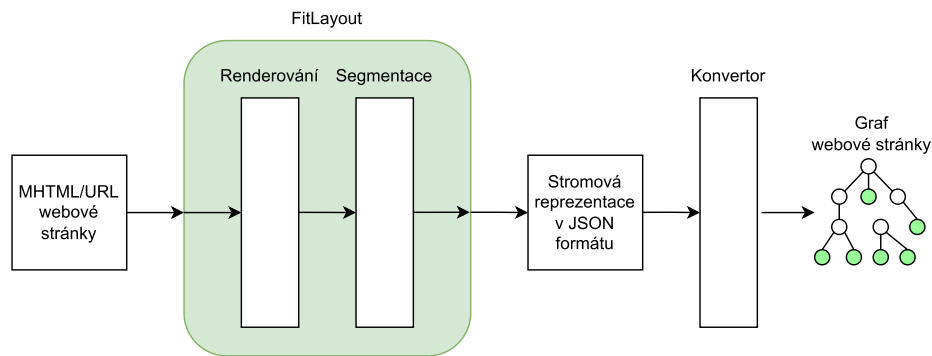 FitLayout
Renderování
Segmentace
Konvertor
MHTML/URL
webové
stránky
Stromová
reprezentace
v JSON
formátu
Graf
webové stránky